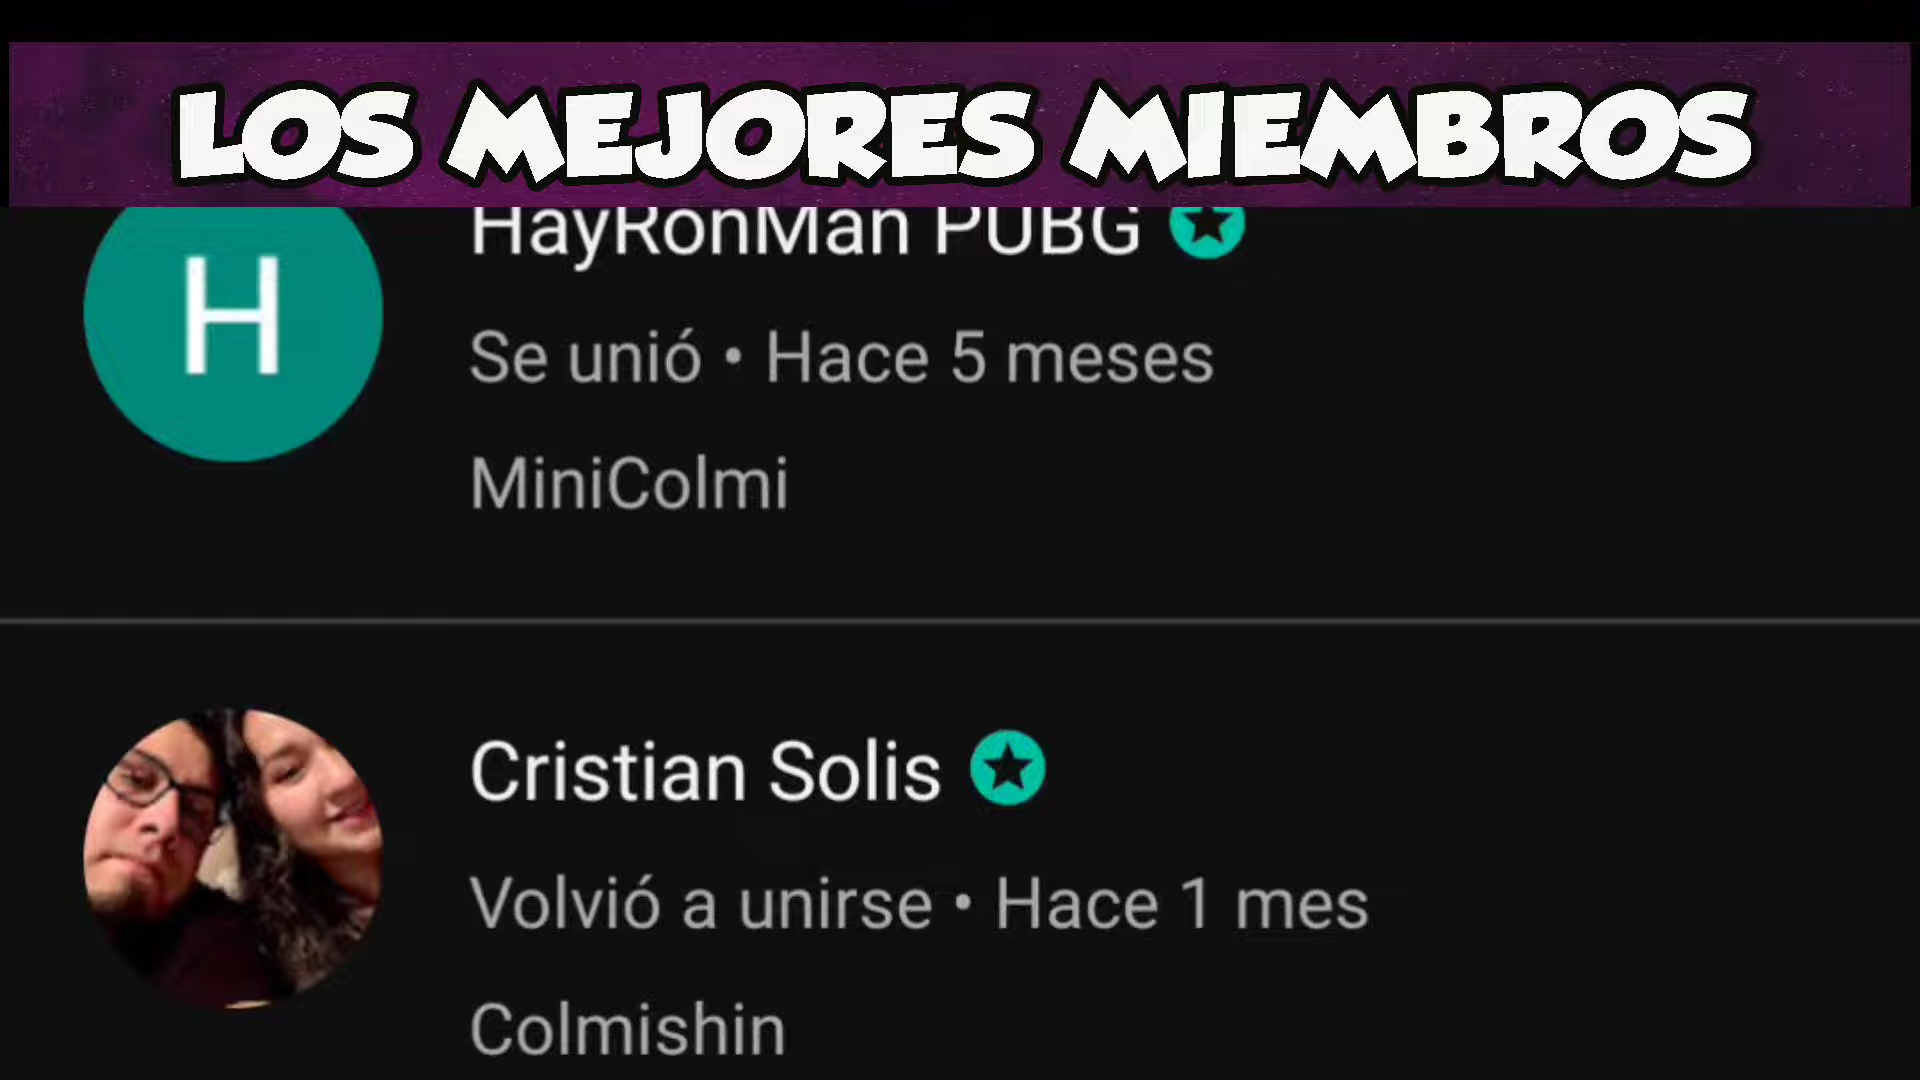 LOS MEJORES MIEMBROS
H
HayRonMan PUBG
Se unió • Hace 5 meses
MiniColmi
Cristian Solis
Volvió a unirse • Hace 1 mes
Colmishin